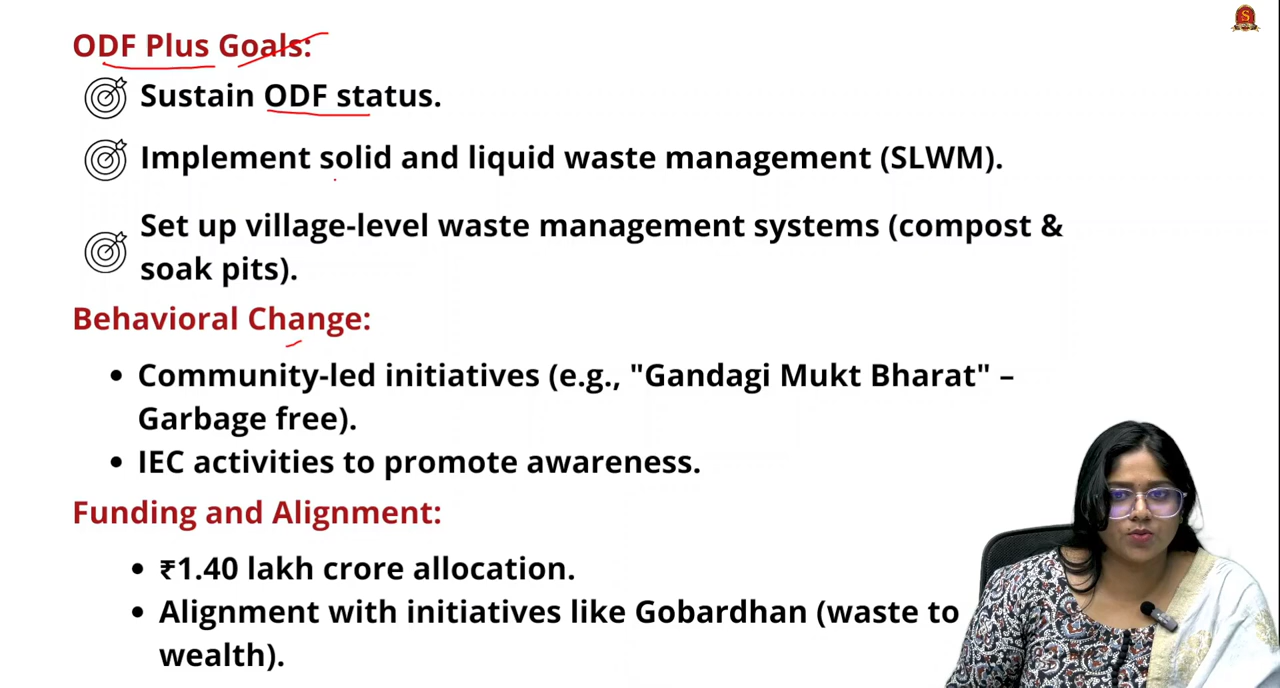 ODF Plus Goals:
Sustain ODF status.
Implement solid and liquid waste management (SLWM).
Set up village-level waste management systems (compost &
soak pits).
Behavioral Change:
• Community-led initiatives (e.g., "Gandagi Mukt Bharat" –
Garbage free).
• IEC activities to promote awareness.
Funding and Alignment:
• ₹1.40 lakh crore allocation.
• Alignment with initiatives like Gobardhan (waste to
wealth).